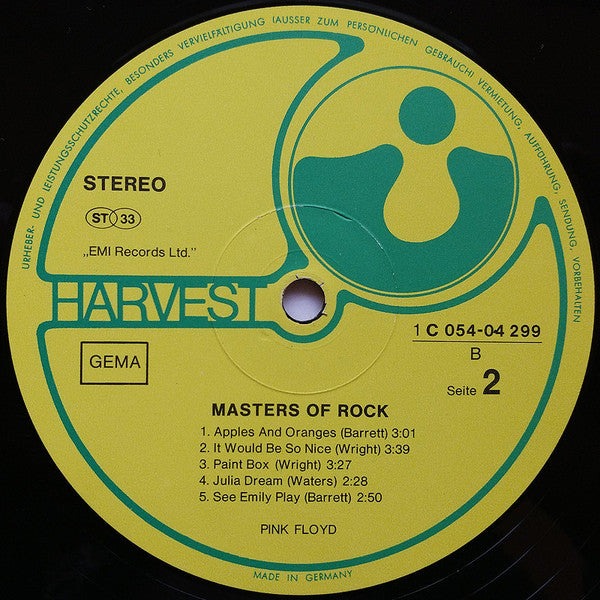 URHEBER- UND LEISTUNGSSCHUTZRECHTE, BESONDERS VERVIELFÄLTIGUNG (AUSSER ZUM PERSÖNLICHEN GEBRAUCH) VERMIETUNG, AUFFÜHRUNG, SENDUNG, VORBEHALTEN
STEREO
ST 33
„EMI Records Ltd."
HARVEST
1 C 054-04 299
GEMA
B
Seite 2
MASTERS OF ROCK
1. Apples And Oranges (Barrett) 3:01
2. It Would Be So Nice (Wright) 3:39
3. Paint Box (Wright) 3:27
4. Julia Dream (Waters) 2:28
5. See Emily Play (Barrett) 2:50
PINK FLOYD
MADE IN GERMANY